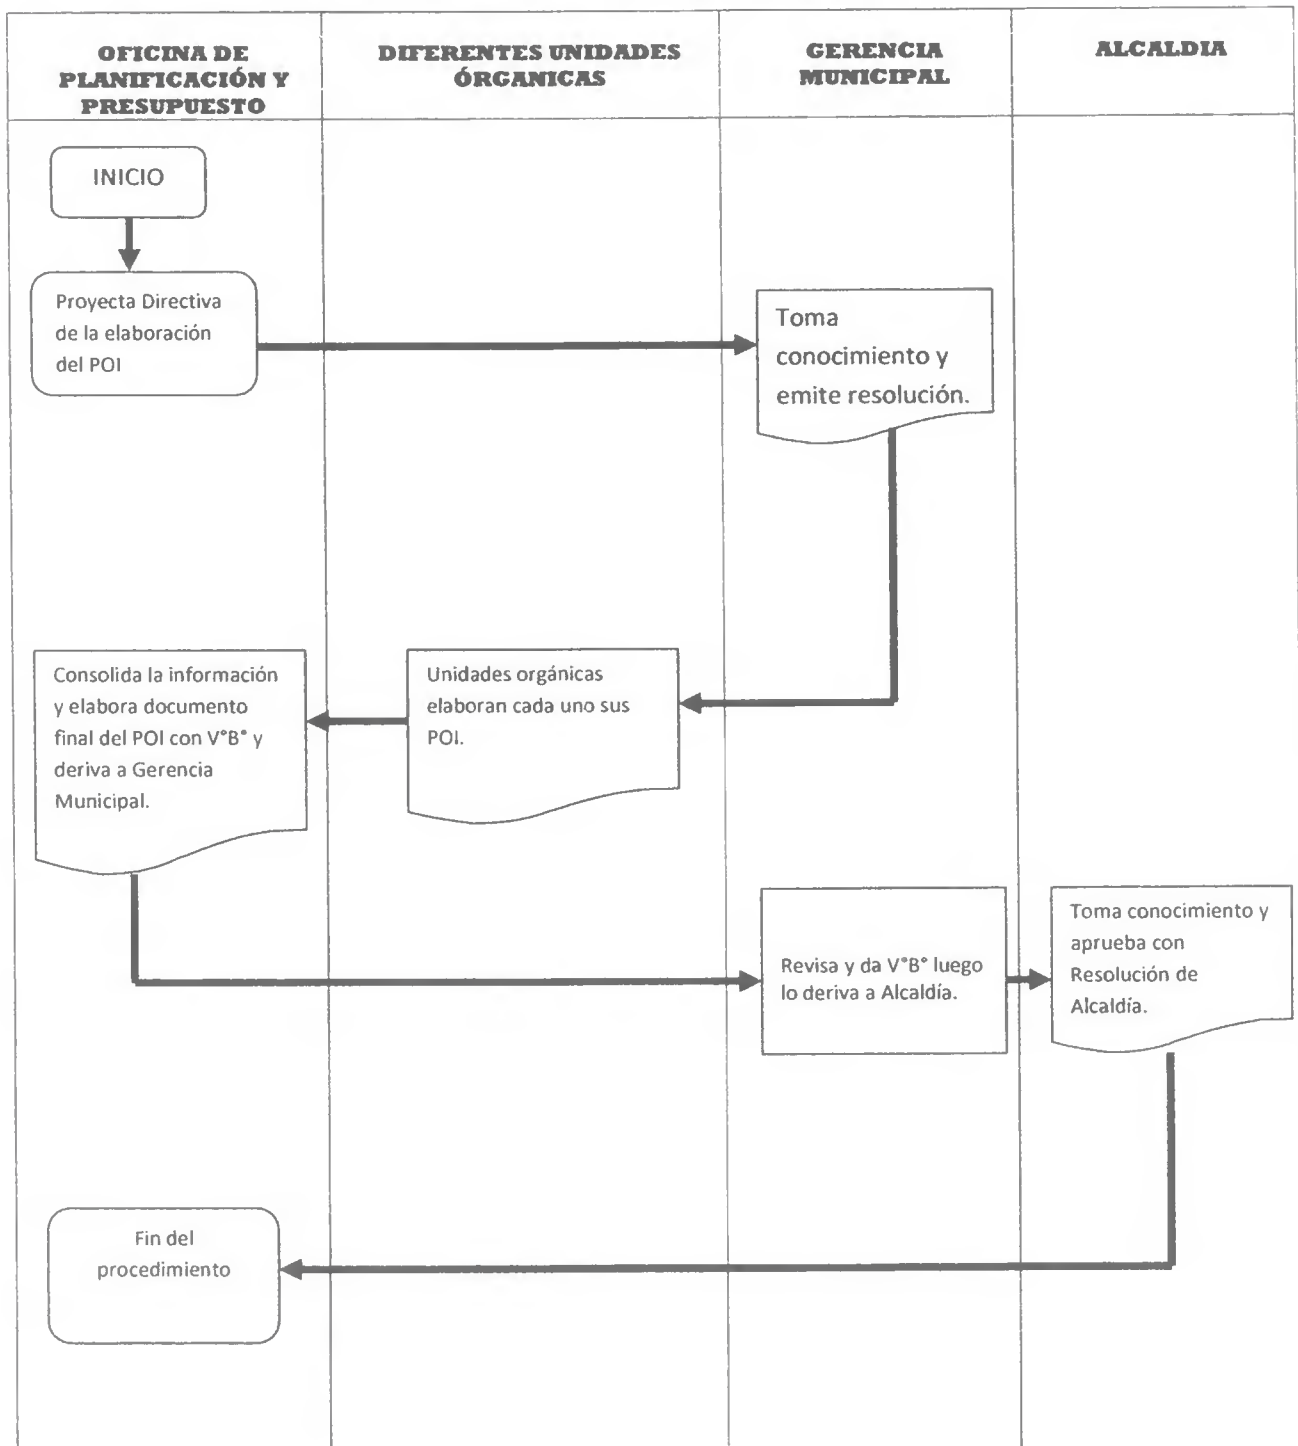 OFICINA DE
PLANIFICACIÓN Y
PRESUPUESTO
DIFERENTES UNIDADES
ÓRGANICAS
GERENCIA
MUNICIPAL
ALCALDIA
INICIO
Proyecta Directiva
de la elaboración
del POI
Toma
conocimiento y
emite resolución.
Consolida la información
y elabora documento
final del POI con V°B° y
deriva a Gerencia
Municipal.
Unidades orgánicas
elaboran cada uno sus
POI.
Revisa y da V°B° luego
lo deriva a Alcaldía.
Toma conocimiento y
aprueba con
Resolución de
Alcaldía.
Fin del
procedimiento